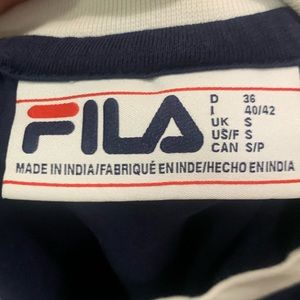 FILA
D 36
I 40/42
UK S
US/F S
CAN S/P
MADE IN INDIA/FABRIQUÉ EN INDE/HECHO EN INDIA